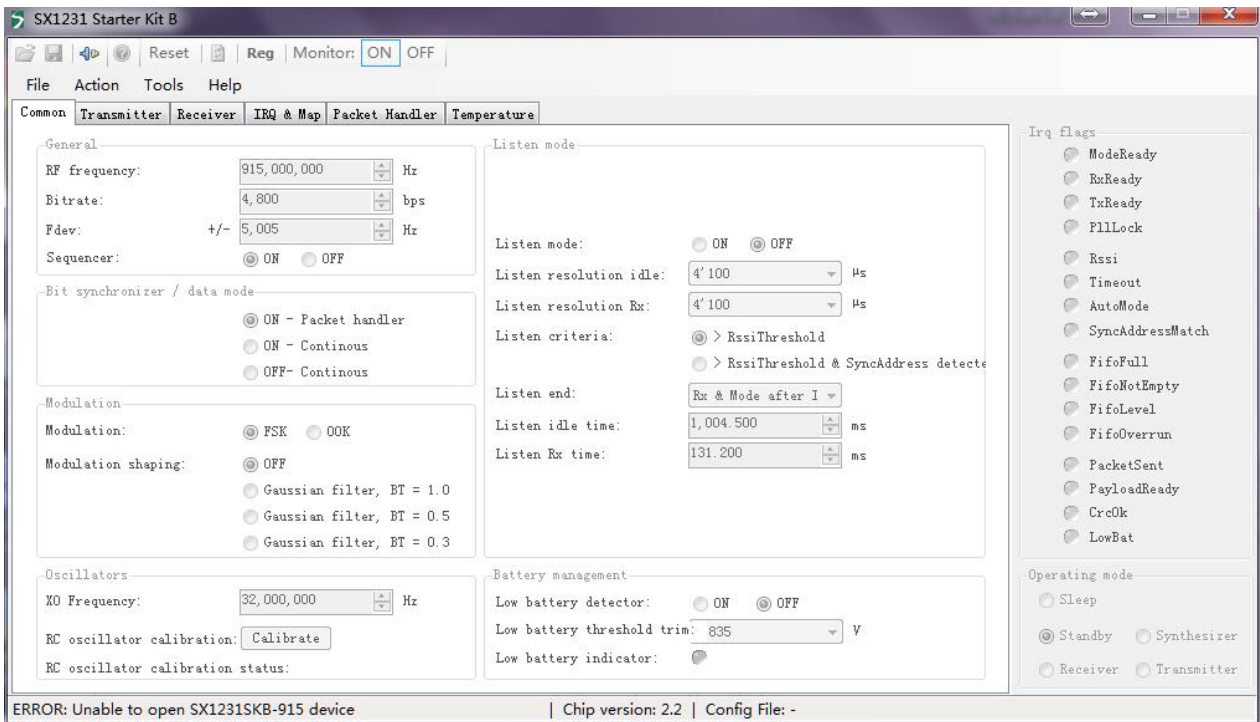 SX1231 Starter Kit B
Reset Reg Monitor: ON OFF
File Action Tools Help
Common Transmitter Receiver IRQ & Map Packet Handler Temperature
General
RF frequency: 915,000,000 Hz
Bitrate: 4,800 bps
Fdev: +/- 5,005 Hz
Sequencer: ON OFF
Bit synchronizer / data mode
ON - Packet handler
ON - Continous
OFF- Continous
Modulation
Modulation: FSK OOK
Modulation shaping: OFF
Gaussian filter, BT = 1.0
Gaussian filter, BT = 0.5
Gaussian filter, BT = 0.3
Oscillators
XO Frequency: 32,000,000 Hz
RC oscillator calibration: Calibrate
RC oscillator calibration status:
Listen mode
Listen mode: ON OFF
Listen resolution idle: 4'100 µs
Listen resolution Rx: 4'100 µs
Listen criteria: > RssiThreshold
> RssiThreshold & SyncAddress detecte
Listen end: Rx & Mode after I
Listen idle time: 1,004.500 ms
Listen Rx time: 131.200 ms
Battery management
Low battery detector: ON OFF
Low battery threshold trim: 835 V
Low battery indicator:
Irq flags
ModeReady
RxReady
TxReady
PllLock
Rssi
Timeout
AutoMode
SyncAddressMatch
FifoFull
FifoNotEmpty
FifoLevel
FifoOverrun
PacketSent
PayloadReady
CrcOk
LowBat
Operating mode
Sleep
Standby Synthesizer
Receiver Transmitter
ERROR: Unable to open SX1231SKB-915 device | Chip version: 2.2 | Config File: -